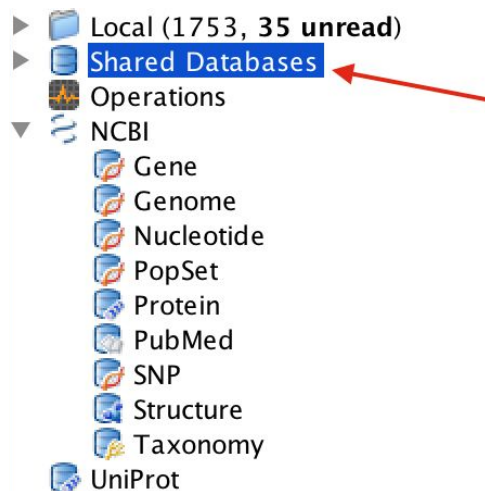 Local (1753, 35 unread)
Shared Databases
Operations
NCBI
Gene
Genome
Nucleotide
PopSet
Protein
PubMed
SNP
Structure
Taxonomy
UniProt